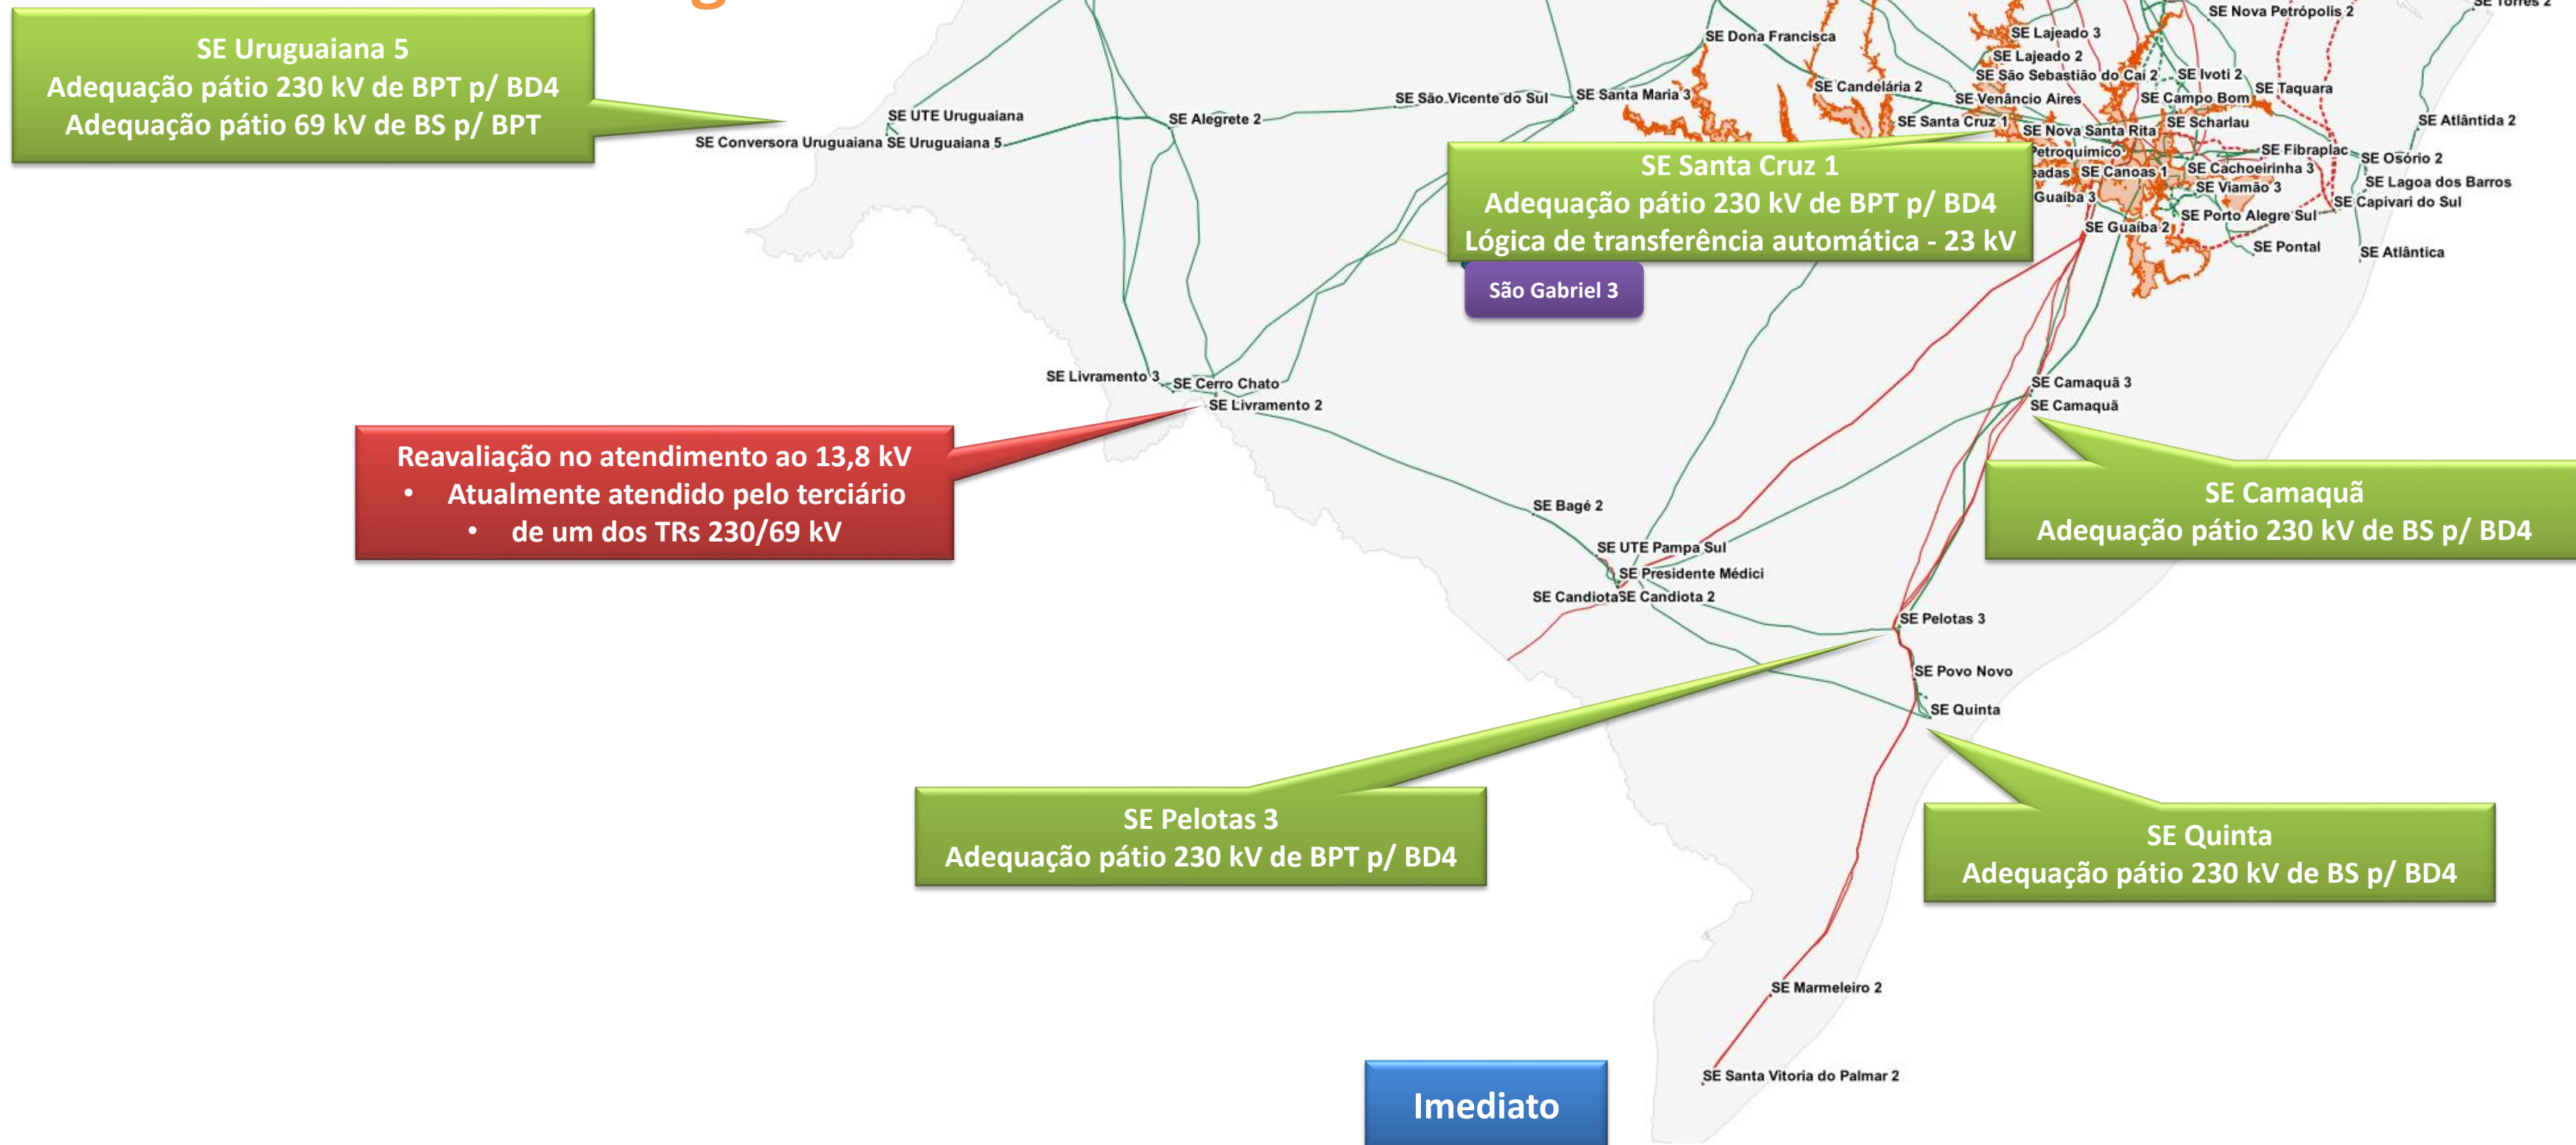 SE Uruguaiana 5
Adequação pátio 230 kV de BPT p/ BD4
Adequação pátio 69 kV de BS p/ BPT
SE Nova Petrópolis 2
SE Torres 2
SE Lajeado 3
SE Dona Francisca
SE Lajeado 2
SE São Sebastião do Caí 2
SE Ivoti 2
SE Taquara
SE Candelária 2
SE São Vicente do Sul
SE Santa Maria 3
SE Venâncio Aires
SE Campo Bom
SE UTE Uruguaiana
SE Alegrete 2
SE Santa Cruz 1
SE Nova Santa Rita
SE Scharlau
SE Atlântida 2
SE Conversora Uruguaiana
SE Uruguaiana 5
Petroquímico
SE Fibraplac
SE Osório 2
eadas
SE Canoas 1
SE Cachoeirinha 3
SE Lagoa dos Barros
SE Viamão 3
Guaíba 3
SE Capivari do Sul
SE Porto Alegre Sul
SE Guaíba 2
SE Pontal
SE Atlântica
SE Santa Cruz 1
Adequação pátio 230 kV de BPT p/ BD4
Lógica de transferência automática - 23 kV
São Gabriel 3
SE Livramento 3
SE Cerro Chato
SE Livramento 2
SE Camaquã 3
SE Camaquã
Reavaliação no atendimento ao 13,8 kV
• Atualmente atendido pelo terciário
• de um dos TRs 230/69 kV
SE Camaquã
Adequação pátio 230 kV de BS p/ BD4
SE Bagé 2
SE UTE Pampa Sul
SE Presidente Médici
SE Candiota
SE Candiota 2
SE Pelotas 3
SE Povo Novo
SE Quinta
SE Pelotas 3
Adequação pátio 230 kV de BPT p/ BD4
SE Quinta
Adequação pátio 230 kV de BS p/ BD4
SE Marmeleiro 2
SE Santa Vitoria do Palmar 2
Imediato